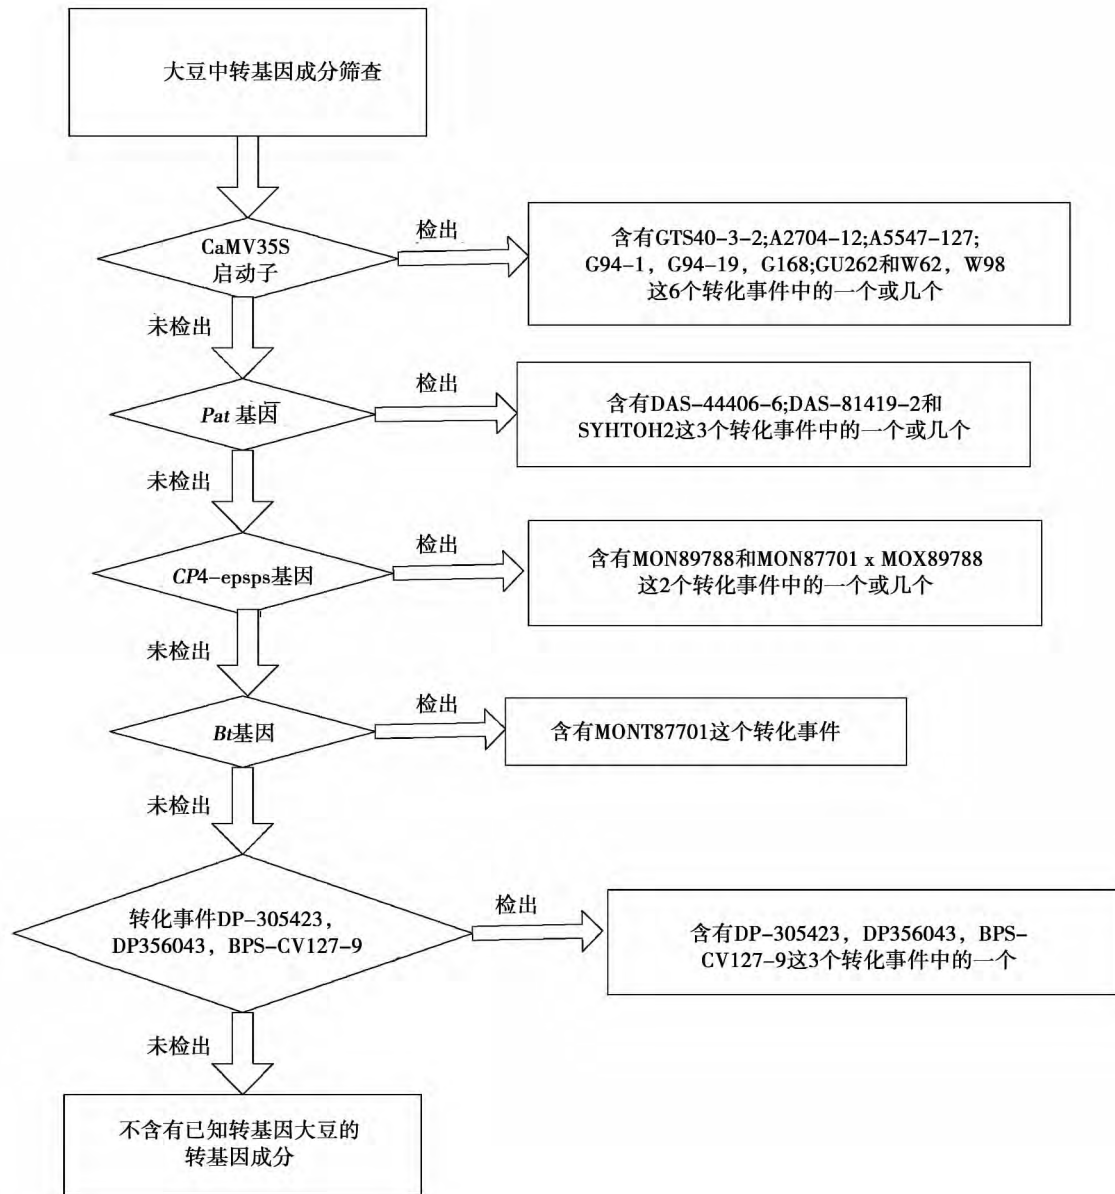 大豆中转基因成分筛查
CaMV35S
启动子
检出
含有GTS40-3-2;A2704-12;A5547-127;
G94-1，G94-19，G168;GU262和W62，W98
这6个转化事件中的一个或几个
未检出
Pat 基因
检出
含有DAS-44406-6;DAS-81419-2和
SYHTOH2这3个转化事件中的一个或几个
未检出
CP4-epsps基因
检出
含有MON89788和MON87701 x MOX89788
这2个转化事件中的一个或几个
未检出
Bt基因
检出
含有MONT87701这个转化事件
未检出
转化事件DP-305423，
DP356043，BPS-CV127-9
检出
含有DP-305423，DP356043，BPS-
CV127-9这3个转化事件中的一个
未检出
不含有已知转基因大豆的
转基因成分